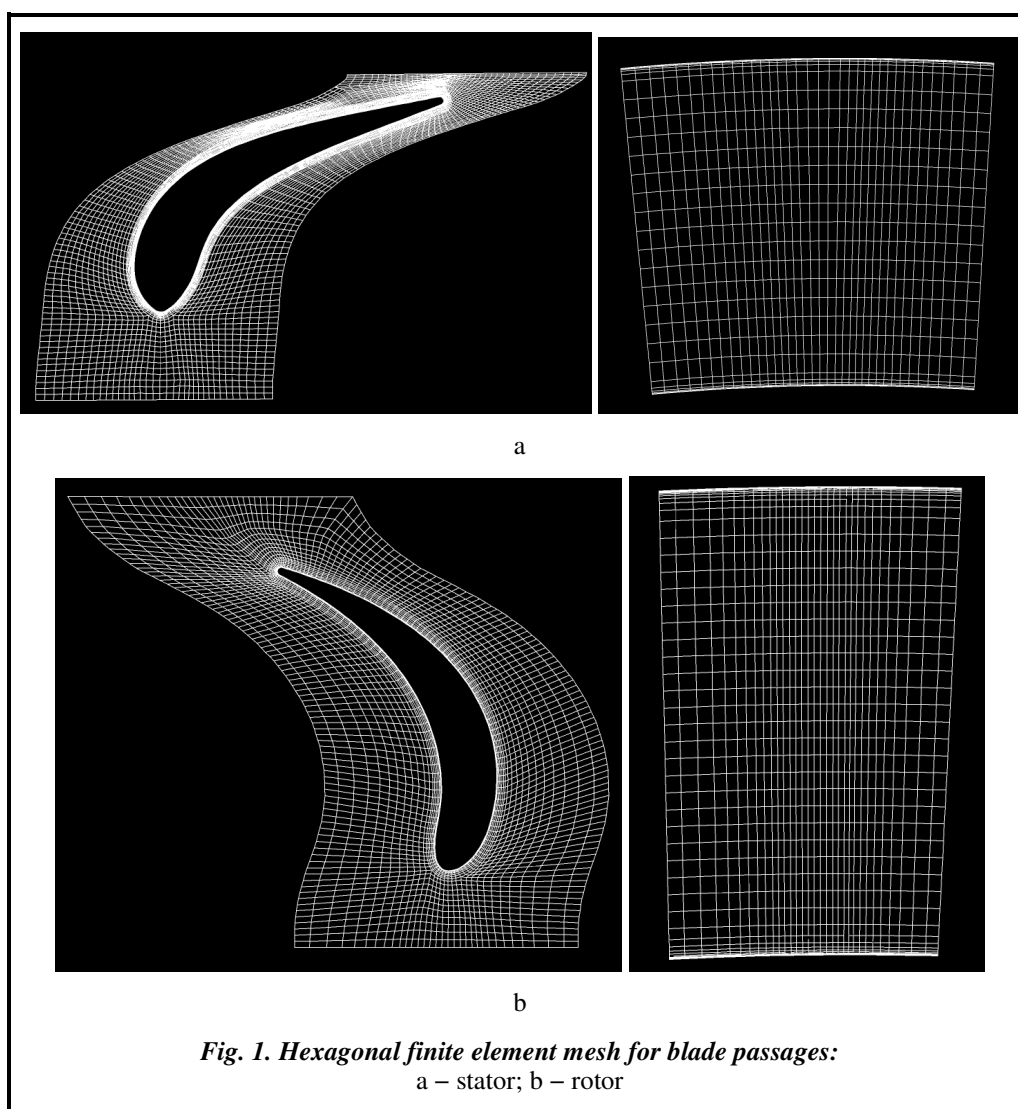 a
b
Fig. 1. Hexagonal finite element mesh for blade passages:
a – stator; b – rotor